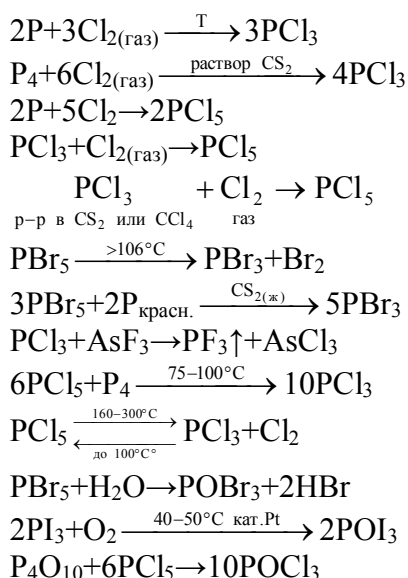 2P+3Cl₂(газ) —T→ 3PCl₃
P₄+6Cl₂(газ) —раствор CS₂→ 4PCl₃
2P+5Cl₂→2PCl₅
PCl₃+Cl₂(газ)→PCl₅
PCl₃ + Cl₂ → PCl₅
р–р в CS₂ или CCl₄ газ
PBr₅ —>106°C→ PBr₃+Br₂
3PBr₅+2Pкрасн. —CS₂(ж)→ 5PBr₃
PCl₃+AsF₃→PF₃↑+AsCl₃
6PCl₅+P₄ —75–100°C→ 10PCl₃
PCl₅ —160–300°C→ ←до 100°C°— PCl₃+Cl₂
PBr₅+H₂O→POBr₃+2HBr
2PI₃+O₂ —40–50°C кат.Pt→ 2POI₃
P₄O₁₀+6PCl₅→10POCl₃